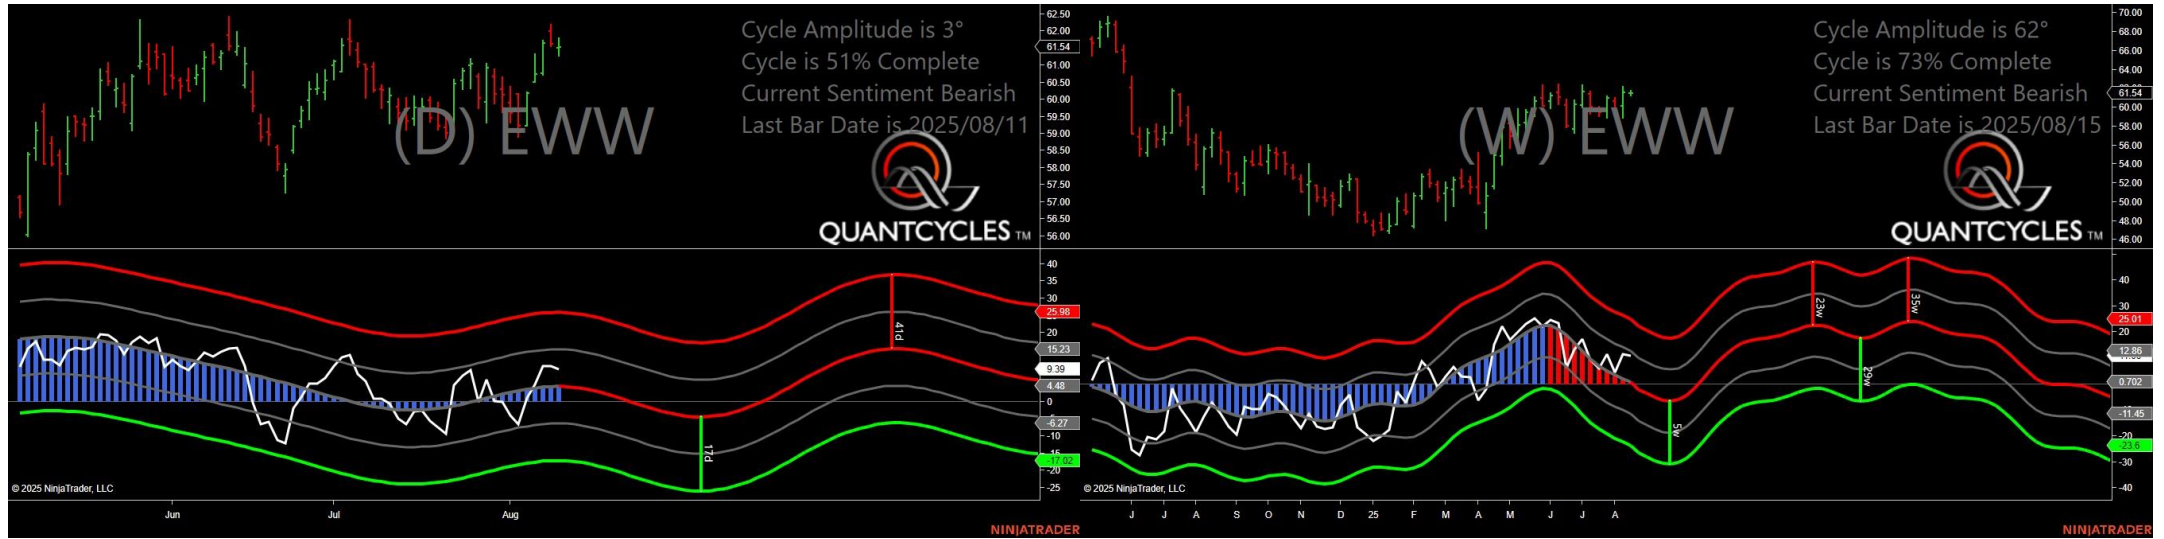 Cycle Amplitude is 3°
Cycle is 51% Complete
Current Sentiment Bearish
Last Bar Date is 2025/08/11
(D) EWW
QUANTCYCLES TM
62.50
62.00
61.54
61.00
60.50
60.00
59.50
59.00
58.50
58.00
57.50
57.00
56.50
56.00
40
35
30
25.98
20
15.23
9.39
4.48
0
-6.27
-10
-17.02
-20
-25
41d
17d
© 2025 NinjaTrader, LLC
Jun
Jul
Aug
NINJATRADER
Cycle Amplitude is 62°
Cycle is 73% Complete
Current Sentiment Bearish
Last Bar Date is 2025/08/15
(W) EWW
QUANTCYCLES TM
70.00
68.00
66.00
64.00
61.54
60.00
58.00
56.00
54.00
52.00
50.00
48.00
46.00
40
30
25.01
20
12.86
0.702
-11.45
-20
-23.6
-30
-40
23w
35w
29w
5w
© 2025 NinjaTrader, LLC
J
J
A
S
O
N
D
25
F
M
A
M
J
J
A
NINJATRADER